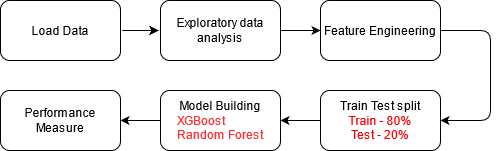 Load Data
Exploratory data
analysis
Feature Engineering
Train Test split
Train - 80%
Test - 20%
Model Building
XGBoost
Random Forest
Performance
Measure